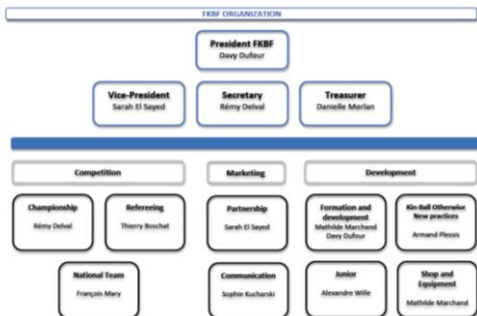 FKBF ORGANIZATION
President FKBF
Davy Dufour
Vice-President
Sarah El Sayed
Secretary
Rémy Delval
Treasurer
Danielle Morlan
Competition
Marketing
Development
Championship
Rémy Delval
Refereeing
Thierry Boschat
Partnership
Sarah El Sayed
Formation and
development
Mathilde Marchand
Davy Dufour
Kin-Ball Otherwise
New practices
Armand Plessis
National Team
François Mary
Communication
Sophie Kucharski
Junior
Alexandre Wille
Shop and
Equipment
Mathilde Marchand